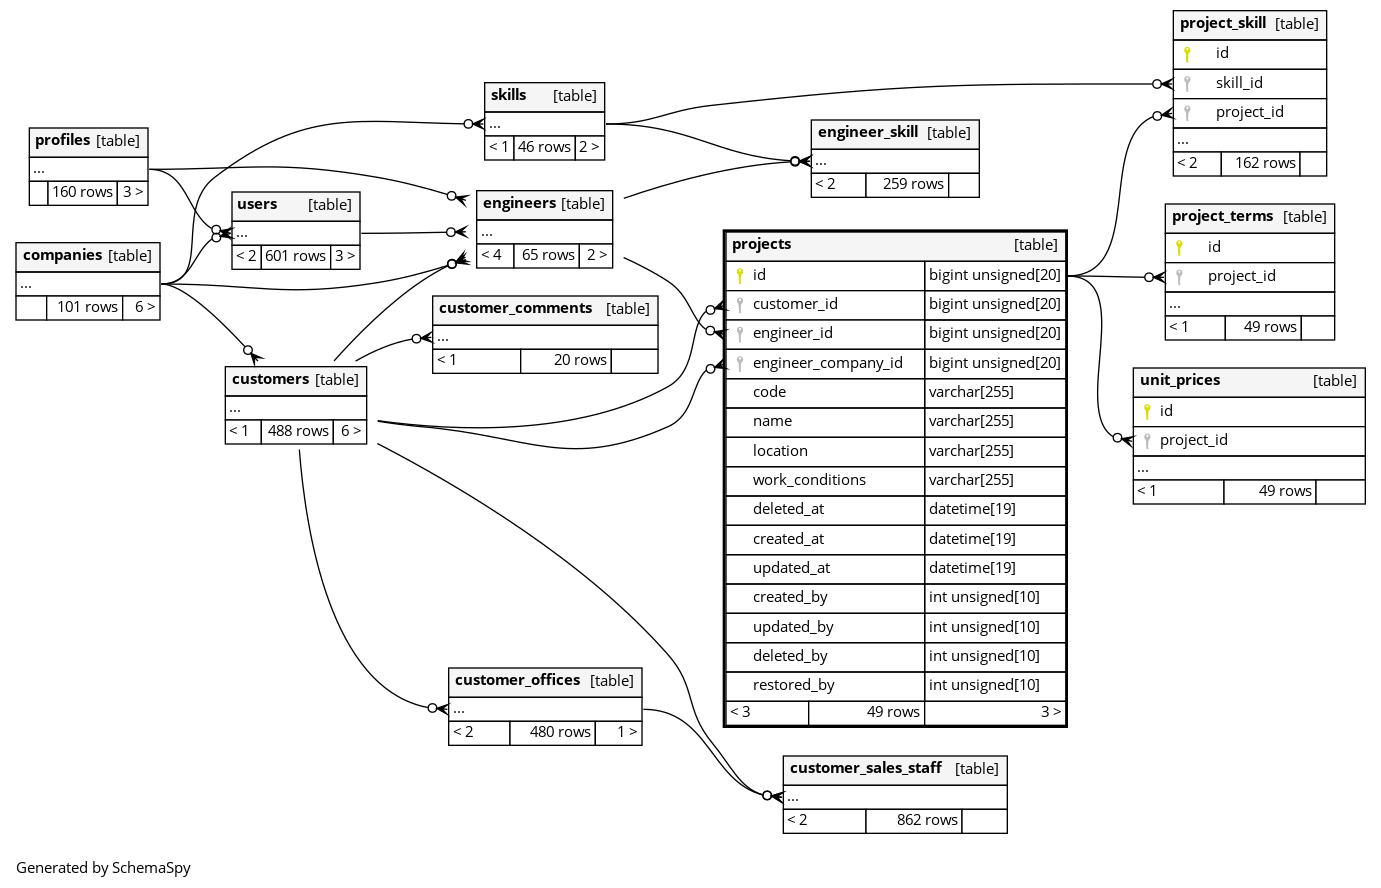 project_skill [table]
id
skill_id
project_id
...
< 2 162 rows
skills [table]
...
< 1 46 rows 2 >
engineer_skill [table]
...
< 2 259 rows
profiles [table]
...
160 rows 3 >
users [table]
...
< 2 601 rows 3 >
engineers [table]
...
< 4 65 rows 2 >
project_terms [table]
id
project_id
...
< 1 49 rows
companies [table]
...
101 rows 6 >
projects [table]
id bigint unsigned[20]
customer_id bigint unsigned[20]
engineer_id bigint unsigned[20]
engineer_company_id bigint unsigned[20]
code varchar[255]
name varchar[255]
location varchar[255]
work_conditions varchar[255]
deleted_at datetime[19]
created_at datetime[19]
updated_at datetime[19]
created_by int unsigned[10]
updated_by int unsigned[10]
deleted_by int unsigned[10]
restored_by int unsigned[10]
< 3 49 rows 3 >
customer_comments [table]
...
< 1 20 rows
customers [table]
...
< 1 488 rows 6 >
unit_prices [table]
id
project_id
...
< 1 49 rows
customer_offices [table]
...
< 2 480 rows 1 >
customer_sales_staff [table]
...
< 2 862 rows
Generated by SchemaSpy